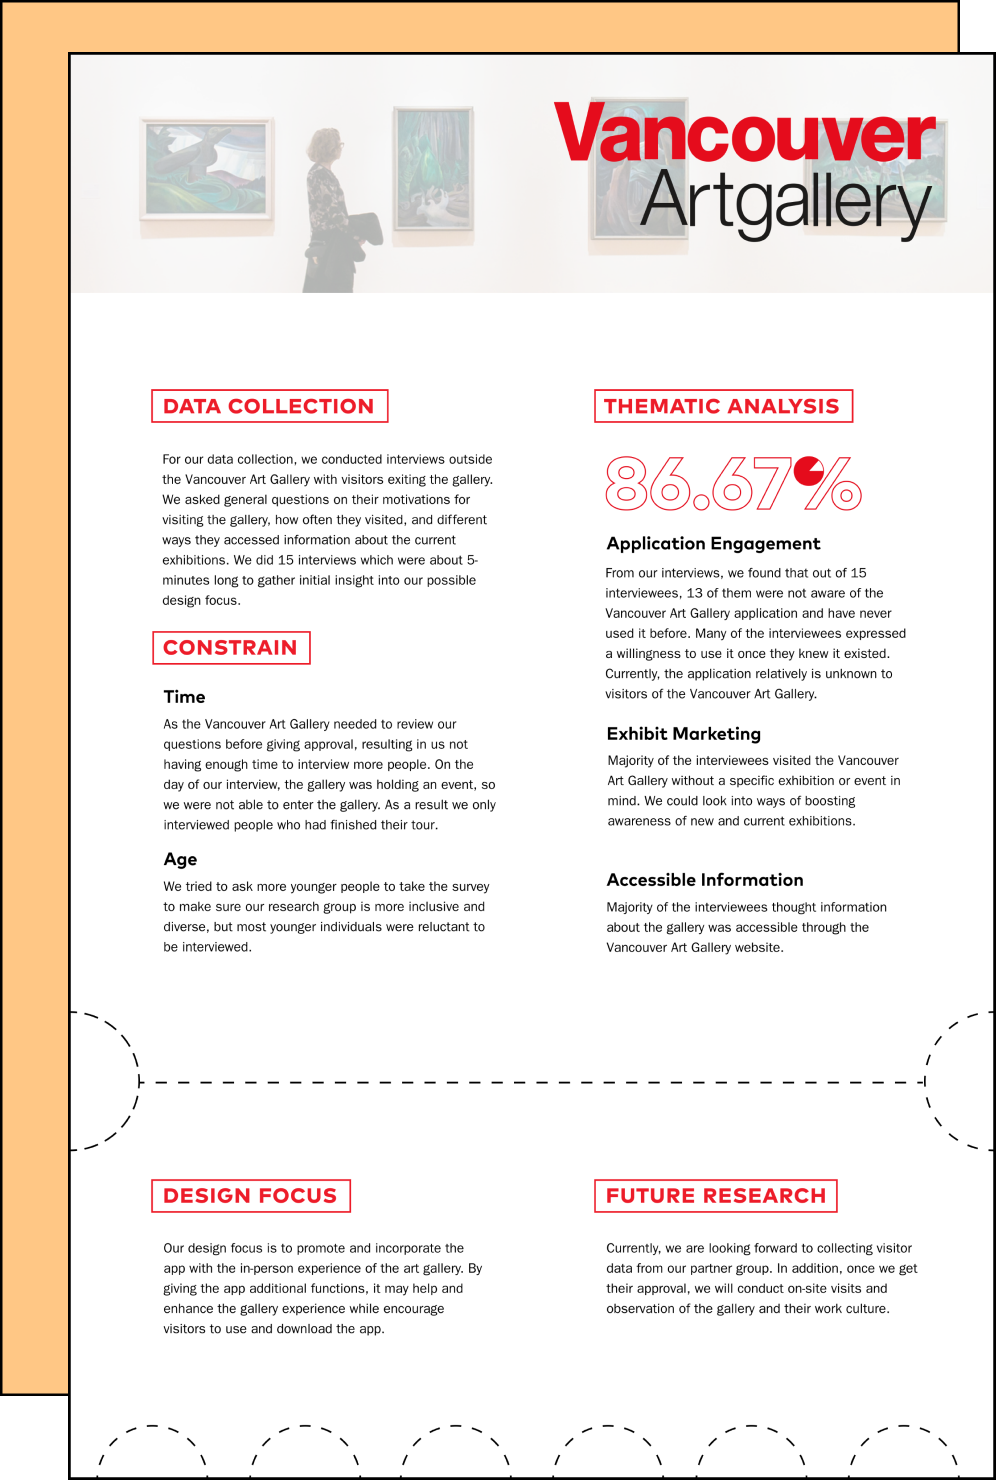 Vancouver
Artgallery
DATA COLLECTION
For our data collection, we conducted interviews outside
the Vancouver Art Gallery with visitors exiting the gallery.
We asked general questions on their motivations for
visiting the gallery, how often they visited, and different
ways they accessed information about the current
exhibitions. We did 15 interviews which were about 5-
minutes long to gather initial insight into our possible
design focus.
CONSTRAIN
Time
As the Vancouver Art Gallery needed to review our
questions before giving approval, resulting in us not
having enough time to interview more people. On the
day of our interview, the gallery was holding an event, so
we were not able to enter the gallery. As a result we only
interviewed people who had finished their tour.
Age
We tried to ask more younger people to take the survey
to make sure our research group is more inclusive and
diverse, but most younger individuals were reluctant to
be interviewed.
THEMATIC ANALYSIS
86.67%
Application Engagement
From our interviews, we found that out of 15
interviewees, 13 of them were not aware of the
Vancouver Art Gallery application and have never
used it before. Many of the interviewees expressed
a willingness to use it once they knew it existed.
Currently, the application relatively is unknown to
visitors of the Vancouver Art Gallery.
Exhibit Marketing
Majority of the interviewees visited the Vancouver
Art Gallery without a specific exhibition or event in
mind. We could look into ways of boosting
awareness of new and current exhibitions.
Accessible Information
Majority of the interviewees thought information
about the gallery was accessible through the
Vancouver Art Gallery website.
DESIGN FOCUS
Our design focus is to promote and incorporate the
app with the in-person experience of the art gallery. By
giving the app additional functions, it may help and
enhance the gallery experience while encourage
visitors to use and download the app.
FUTURE RESEARCH
Currently, we are looking forward to collecting visitor
data from our partner group. In addition, once we get
their approval, we will conduct on-site visits and
observation of the gallery and their work culture.